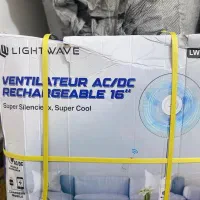 LIGHTWAVE
LW
VENTILATEUR AC/DC
RECHARGEABLE 16"
Super Silencieux, Super Cool